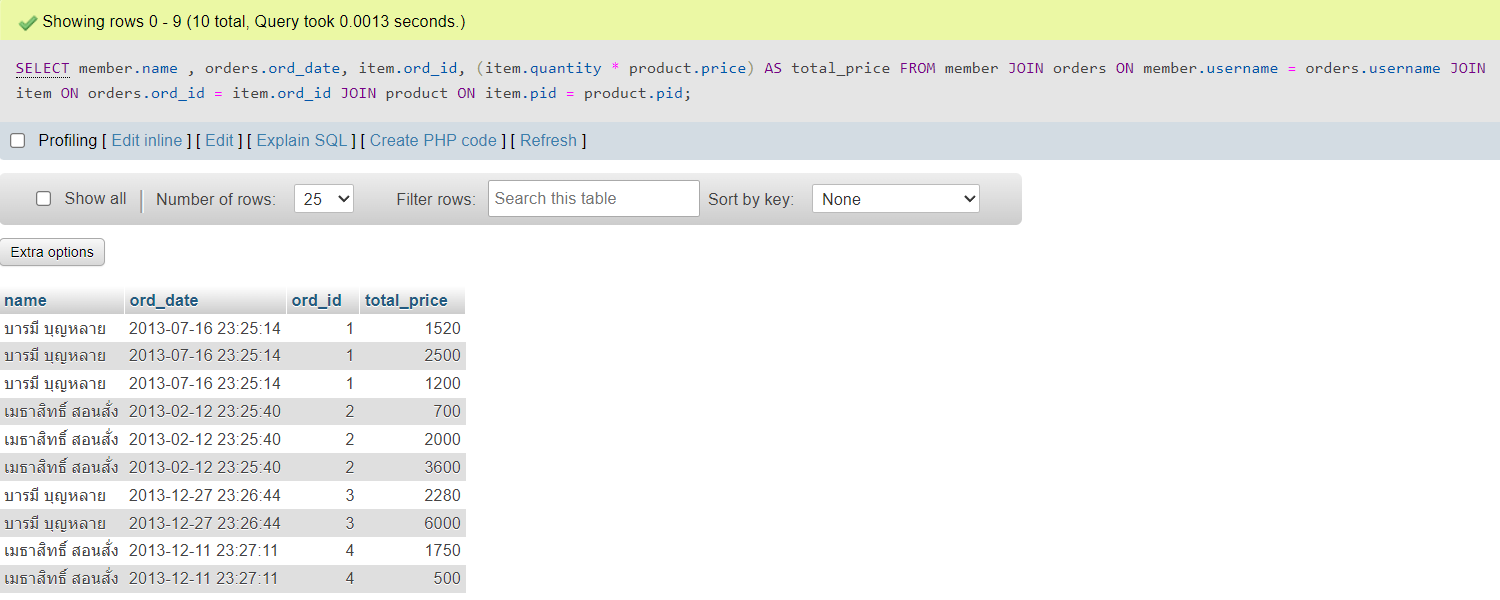 Showing rows 0 - 9 (10 total, Query took 0.0013 seconds.)
SELECT member.name , orders.ord_date, item.ord_id, (item.quantity * product.price) AS total_price FROM member JOIN orders ON member.username = orders.username JOIN
item ON orders.ord_id = item.ord_id JOIN product ON item.pid = product.pid;
Profiling [ Edit inline ] [ Edit ] [ Explain SQL ] [ Create PHP code ] [ Refresh ]
Show all | Number of rows: 25 Filter rows: Search this table Sort by key: None
Extra options
name ord_date ord_id total_price
บารมี บุญหลาย 2013-07-16 23:25:14 1 1520
บารมี บุญหลาย 2013-07-16 23:25:14 1 2500
บารมี บุญหลาย 2013-07-16 23:25:14 1 1200
เมธาสิทธิ์ สอนสั่ง 2013-02-12 23:25:40 2 700
เมธาสิทธิ์ สอนสั่ง 2013-02-12 23:25:40 2 2000
เมธาสิทธิ์ สอนสั่ง 2013-02-12 23:25:40 2 3600
บารมี บุญหลาย 2013-12-27 23:26:44 3 2280
บารมี บุญหลาย 2013-12-27 23:26:44 3 6000
เมธาสิทธิ์ สอนสั่ง 2013-12-11 23:27:11 4 1750
เมธาสิทธิ์ สอนสั่ง 2013-12-11 23:27:11 4 500